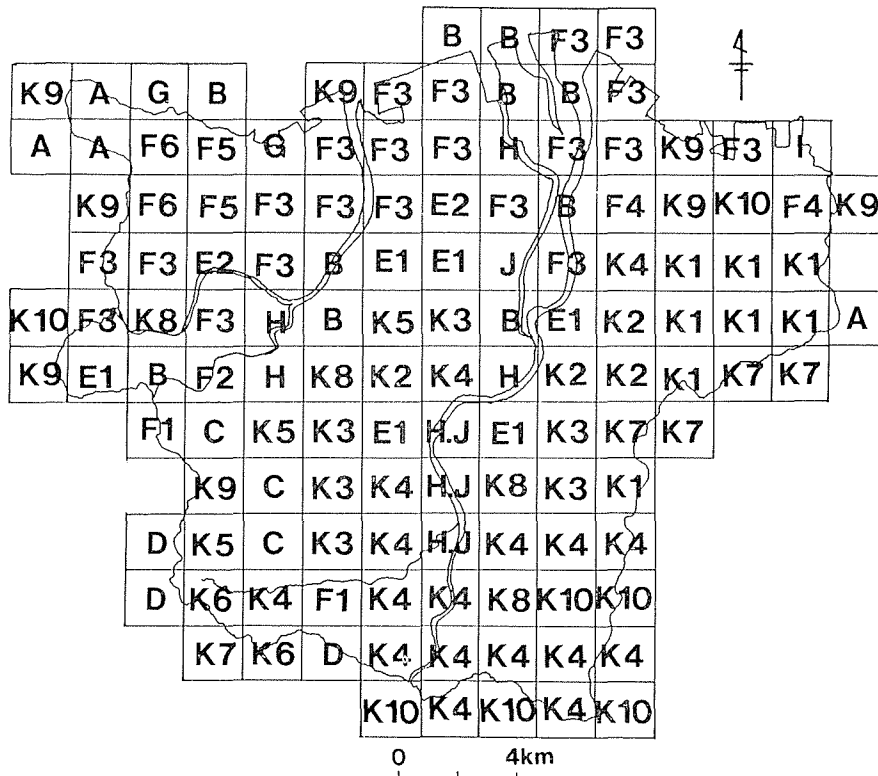 B B F3 F3
K9 A G B K9 F3 F3 B B F3
A A F6 F5 G F3 F3 F3 H F3 F3 K9 F3 I
K9 F6 F5 F3 F3 F3 E2 F3 B F4 K9 K10 F4 K9
F3 F3 E2 F3 B E1 E1 J F3 K4 K1 K1 K1
K10 F3 K8 F3 H B K5 K3 B E1 K2 K1 K1 K1 A
K9 E1 B F2 H K8 K2 K4 H K2 K2 K1 K7 K7
F1 C K5 K3 E1 H.J E1 K3 K7 K7
K9 C K3 K4 H.J K8 K3 K1
D K5 C K3 K4 H.J K4 K4 K4
D K6 K4 F1 K4 K4 K8 K10 K10
K7 K6 D K4 K4 K4 K4 K4
K10 K4 K10 K4 K10
0 4km